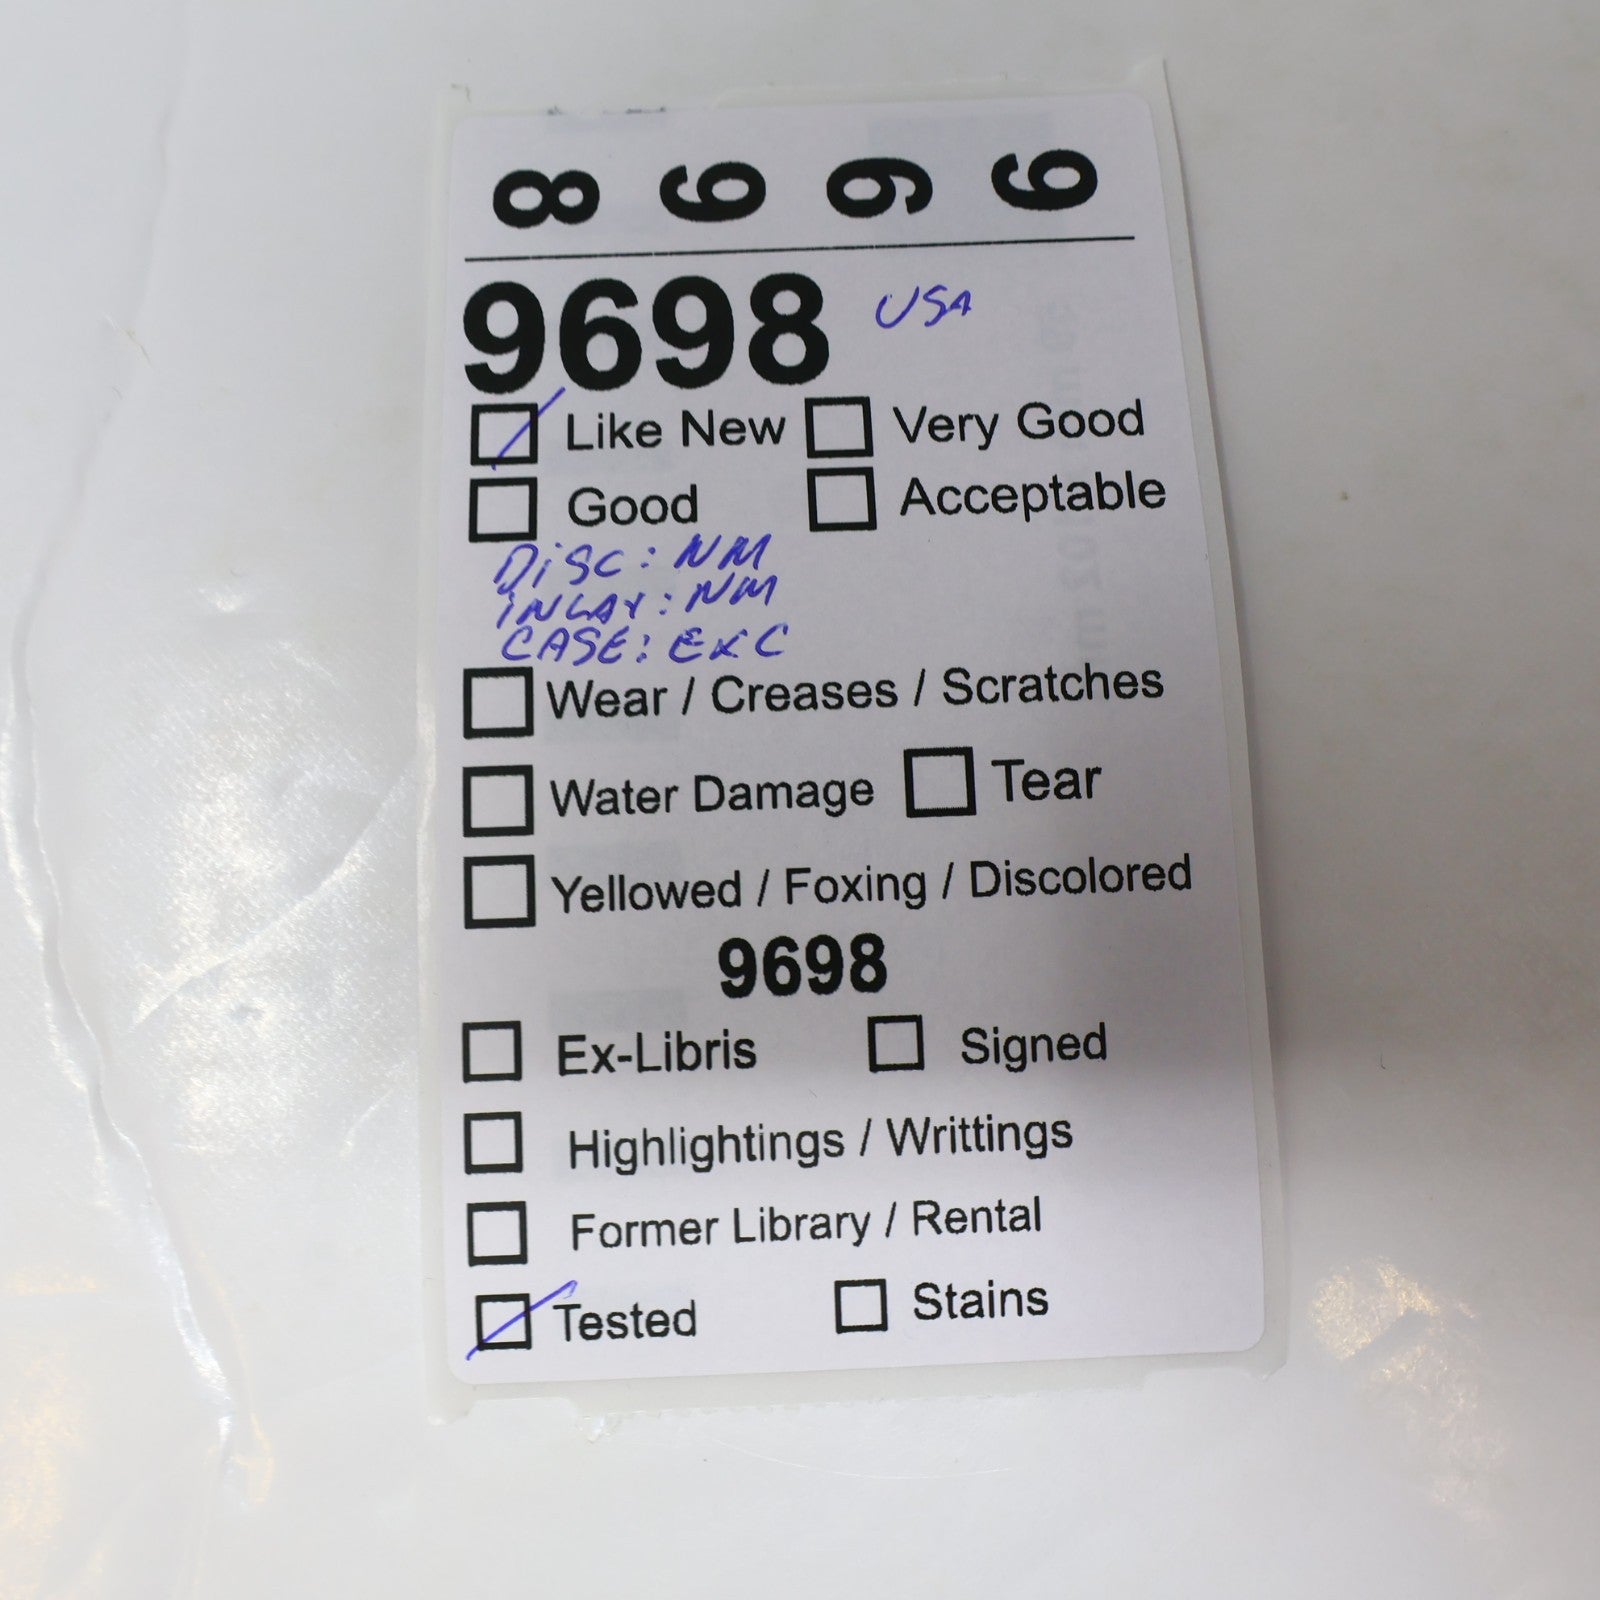 9698
9698 USA
Like New Very Good
Good Acceptable
DISC: NM
INLAY: NM
CASE: EXC
Wear / Creases / Scratches
Water Damage Tear
Yellowed / Foxing / Discolored
9698
Ex-Libris Signed
Highlightings / Writtings
Former Library / Rental
Tested Stains